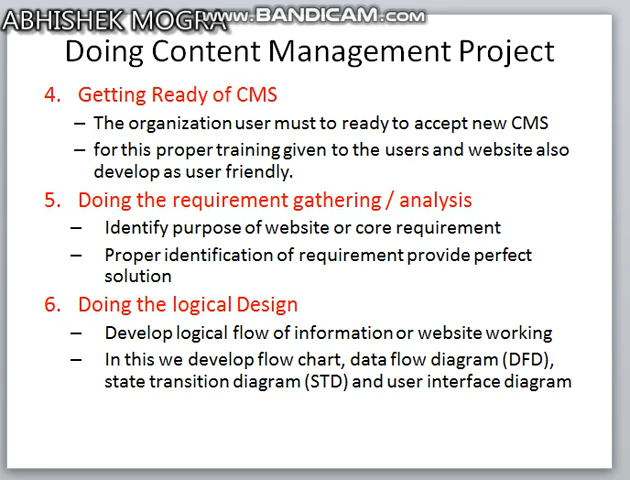 ABHISHEK MOGRA
www.BANDICAM.com
Doing Content Management Project
4. Getting Ready of CMS
– The organization user must to ready to accept new CMS
– for this proper training given to the users and website also
develop as user friendly.
5. Doing the requirement gathering / analysis
– Identify purpose of website or core requirement
– Proper identification of requirement provide perfect
solution
6. Doing the logical Design
– Develop logical flow of information or website working
– In this we develop flow chart, data flow diagram (DFD),
state transition diagram (STD) and user interface diagram